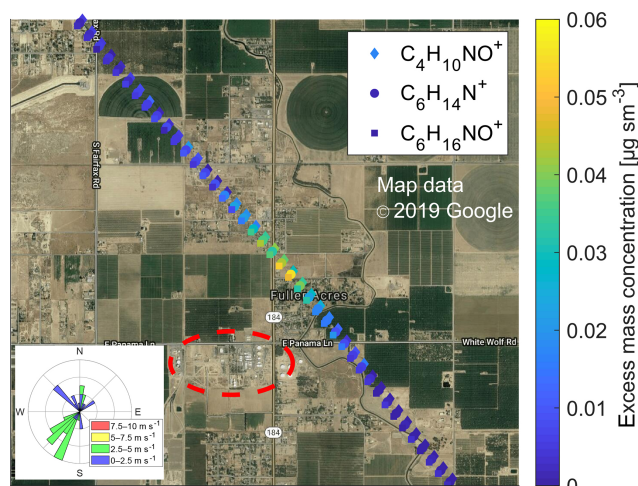 C₄H₁₀NO⁺
C₆H₁₄N⁺
C₆H₁₆NO⁺
Map data
© 2019 Google
S Fairfax Rd
Fuller Acres
184
E Panama Ln
E Panama Ln
White Wolf Rd
184
N
W
E
S
7.5–10 m s⁻¹
5–7.5 m s⁻¹
2.5–5 m s⁻¹
0–2.5 m s⁻¹
0.06
0.05
0.04
0.03
0.02
0.01
0
Excess mass concentration [µg sm⁻³]